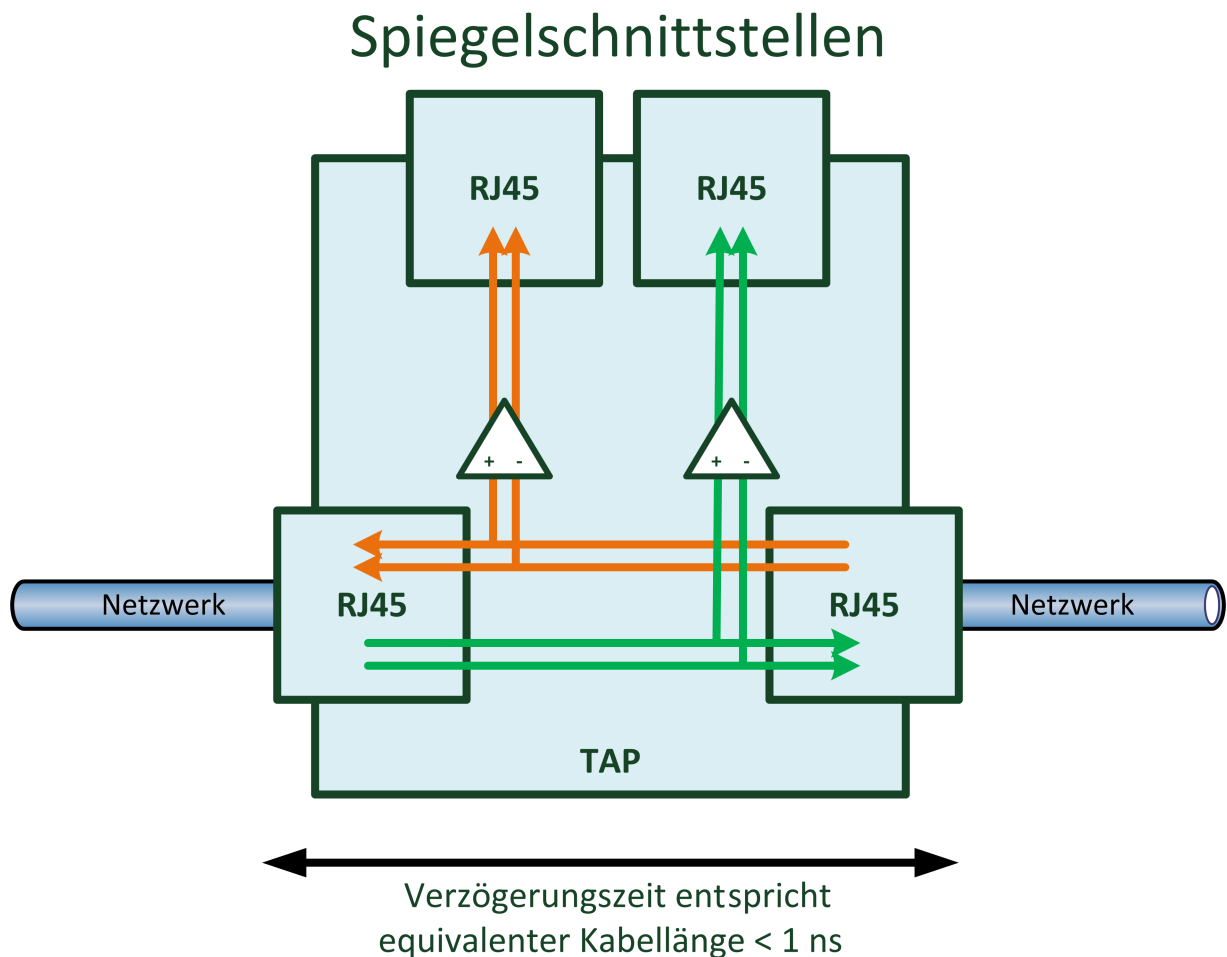 Spiegelschnittstellen
RJ45 RJ45
+ - + -
Netzwerk RJ45 RJ45 Netzwerk
TAP
Verzögerungszeit entspricht
equivalenter Kabellänge < 1 ns